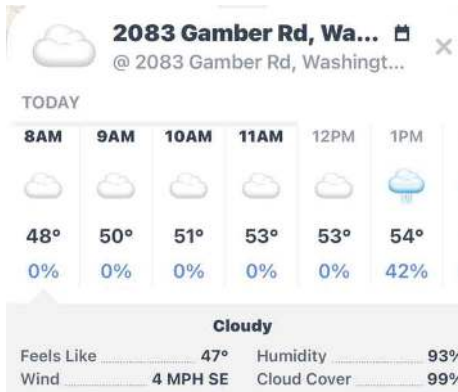 2083 Gamber Rd, Wa...
@ 2083 Gamber Rd, Washingt...
TODAY
8AM 9AM 10AM 11AM 12PM 1PM
48° 50° 51° 53° 53° 54°
0% 0% 0% 0% 0% 42%
Cloudy
Feels Like 47° Humidity 93%
Wind 4 MPH SE Cloud Cover 99%